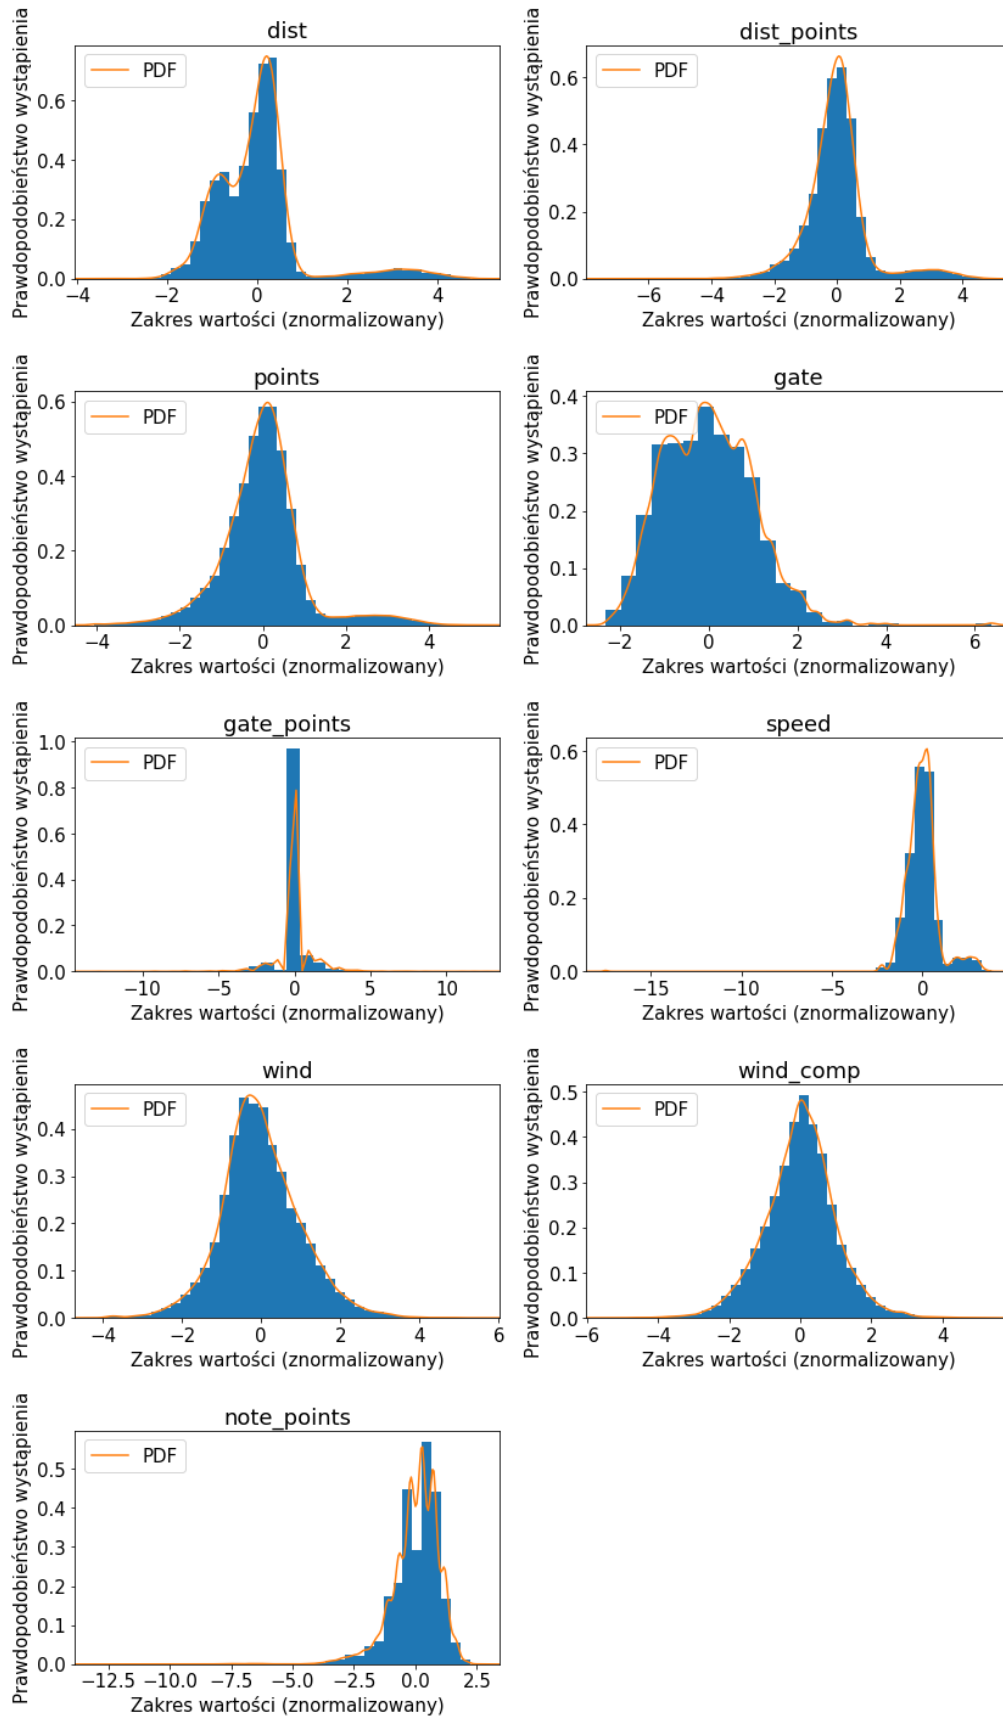 dist
Prawdopodobieństwo wystąpienia
PDF
0.6
0.4
0.2
0.0
−4 −2 0 2 4
Zakres wartości (znormalizowany)
dist_points
Prawdopodobieństwo wystąpienia
PDF
0.6
0.4
0.2
0.0
−6 −4 −2 0 2 4
Zakres wartości (znormalizowany)
points
Prawdopodobieństwo wystąpienia
PDF
0.6
0.4
0.2
0.0
−4 −2 0 2 4
Zakres wartości (znormalizowany)
gate
Prawdopodobieństwo wystąpienia
PDF
0.4
0.3
0.2
0.1
0.0
−2 0 2 4 6
Zakres wartości (znormalizowany)
gate_points
Prawdopodobieństwo wystąpienia
PDF
1.0
0.8
0.6
0.4
0.2
0.0
−10 −5 0 5 10
Zakres wartości (znormalizowany)
speed
Prawdopodobieństwo wystąpienia
PDF
0.6
0.4
0.2
0.0
−15 −10 −5 0
Zakres wartości (znormalizowany)
wind
Prawdopodobieństwo wystąpienia
PDF
0.4
0.3
0.2
0.1
0.0
−4 −2 0 2 4 6
Zakres wartości (znormalizowany)
wind_comp
Prawdopodobieństwo wystąpienia
PDF
0.5
0.4
0.3
0.2
0.1
0.0
−6 −4 −2 0 2 4
Zakres wartości (znormalizowany)
note_points
Prawdopodobieństwo wystąpienia
PDF
0.5
0.4
0.3
0.2
0.1
0.0
−12.5 −10.0 −7.5 −5.0 −2.5 0.0 2.5
Zakres wartości (znormalizowany)